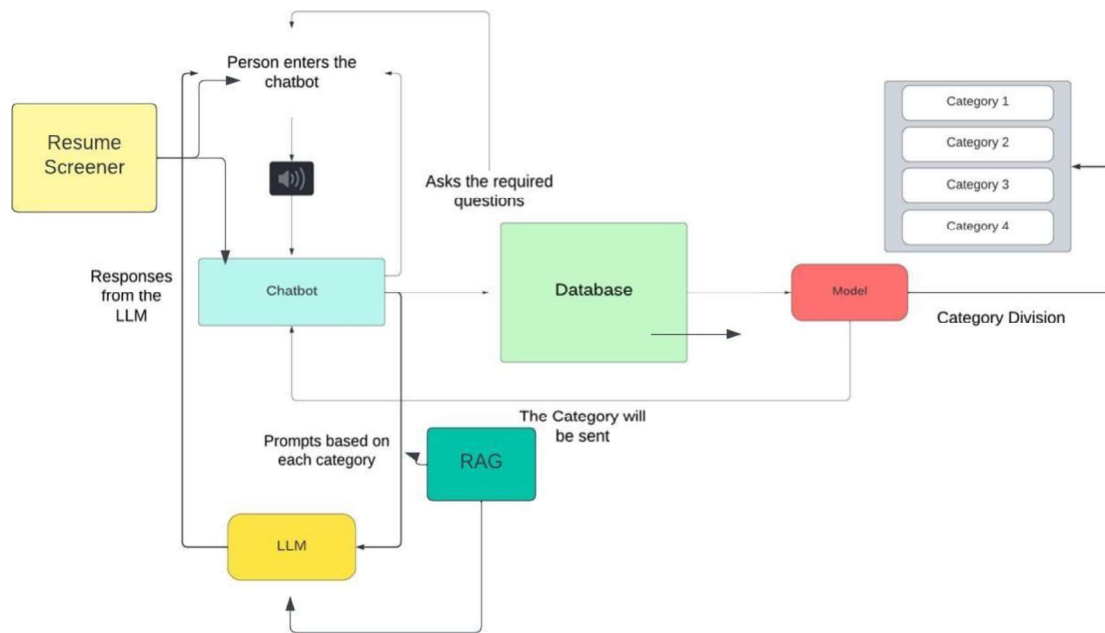 Person enters the
chatbot
Resume
Screener
Category 1
Category 2
Category 3
Category 4
Asks the required
questions
Responses
from the
LLM
Chatbot
Database
Model
Category Division
The Category will
be sent
Prompts based on
each category
RAG
LLM